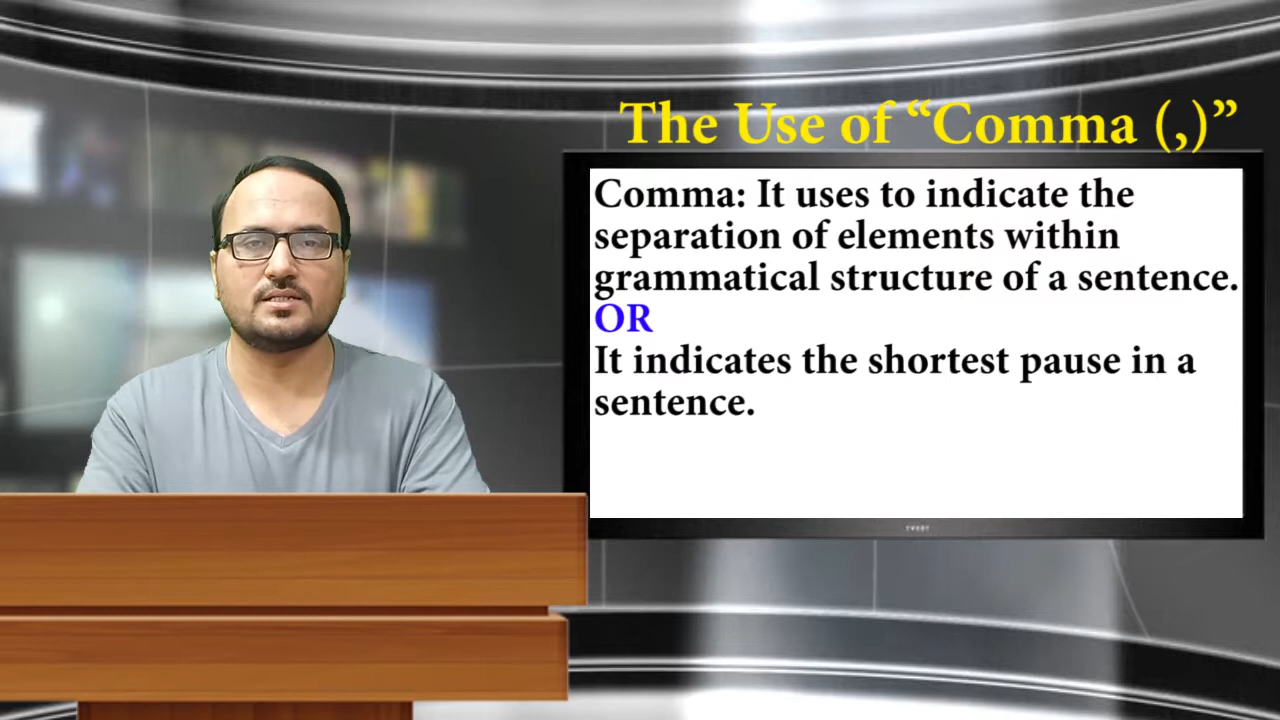 The Use of “Comma (,)”
Comma: It uses to indicate the
separation of elements within
grammatical structure of a sentence.
OR
It indicates the shortest pause in a
sentence.